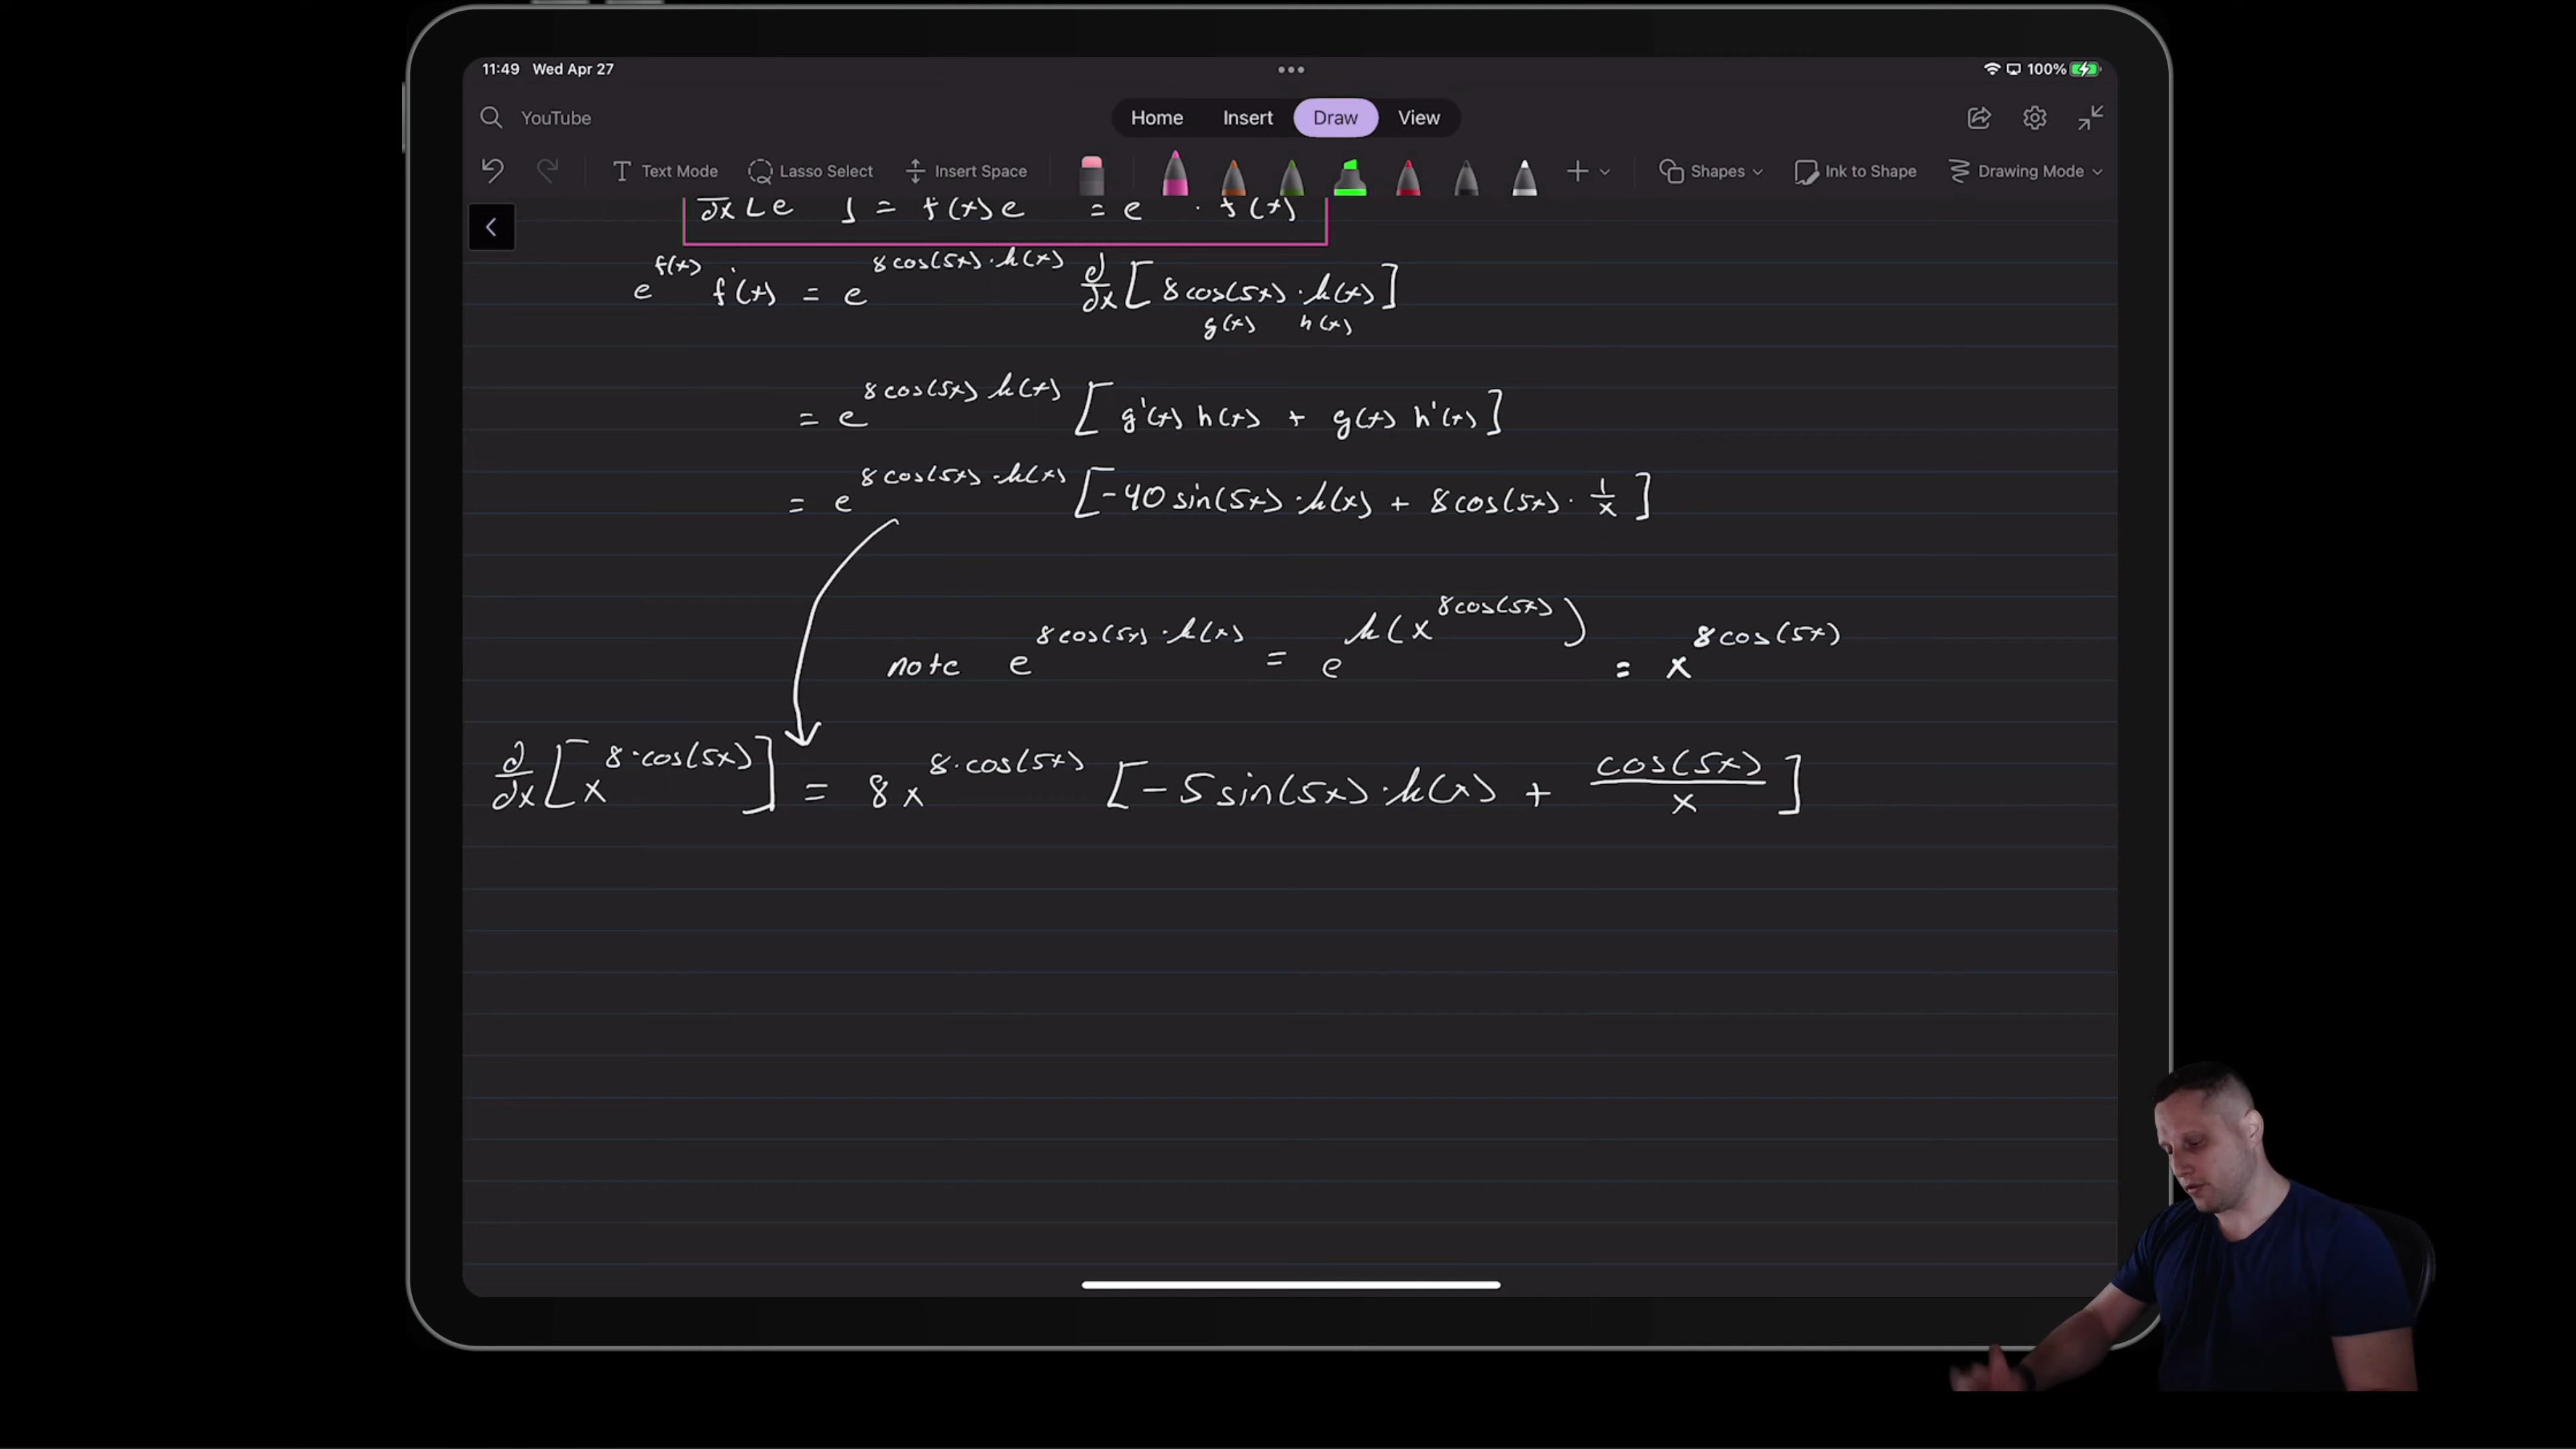 11:49 Wed Apr 27 100%
YouTube Home Insert Draw View
Text Mode Lasso Select Insert Space Shapes Ink to Shape Drawing Mode
e^{f(x)} f'(x) = e^{8cos(5x)·ln(x)} d/dx [8cos(5x)·ln(x)]
g(x) h(x)
= e^{8cos(5x) ln(x)} [g'(x) h(x) + g(x) h'(x)]
= e^{8cos(5x)·ln(x)} [-40 sin(5x)·ln(x) + 8cos(5x)·1/x]
note e^{8cos(5x)·ln(x)} = e^{ln(x^{8cos(5x)})} = x^{8cos(5x)}
d/dx [x^{8·cos(5x)}] = 8x^{8·cos(5x)} [-5 sin(5x)·ln(x) + cos(5x)/x]